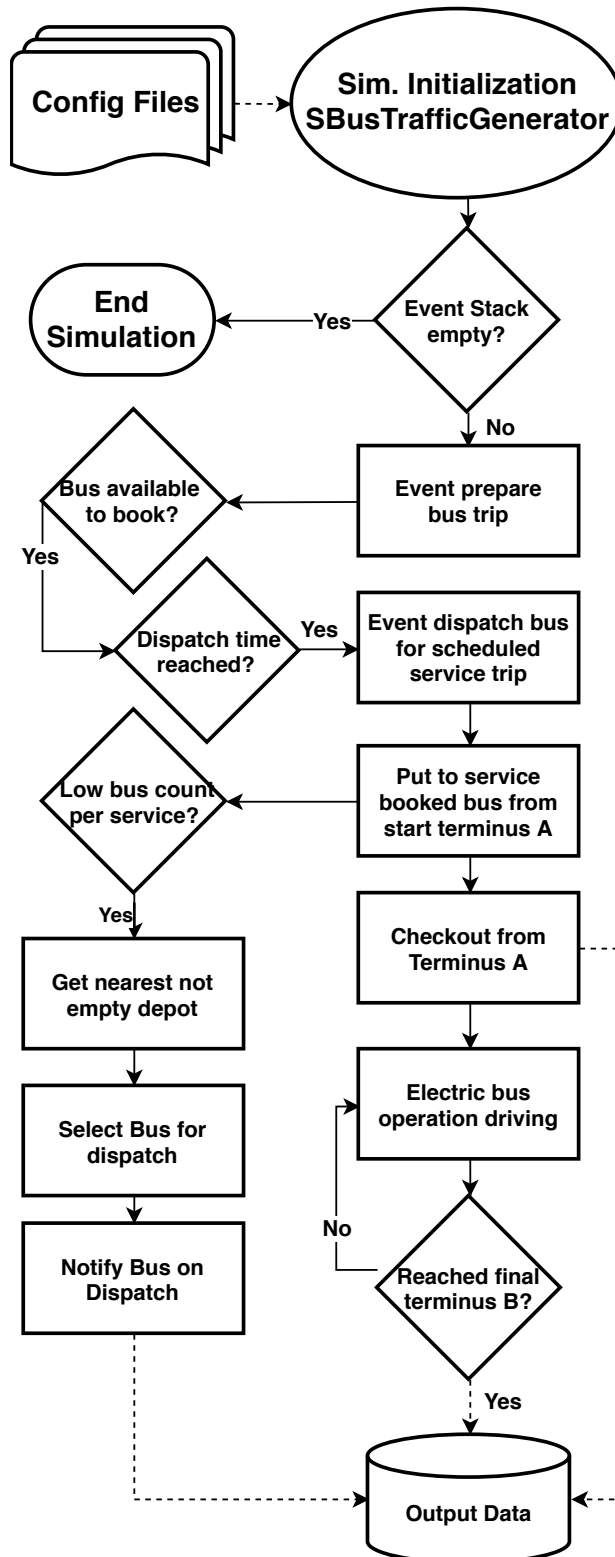 Config Files
Sim. Initialization
SBusTrafficGenerator
Event Stack
empty?
Yes
End
Simulation
No
Event prepare
bus trip
Bus available
to book?
Yes
Dispatch time
reached?
Yes
Event dispatch bus
for scheduled
service trip
Put to service
booked bus from
start terminus A
Low bus count
per service?
Yes
Get nearest not
empty depot
Checkout from
Terminus A
Select Bus for
dispatch
Electric bus
operation driving
No
Notify Bus on
Dispatch
Reached final
terminus B?
Yes
Output Data